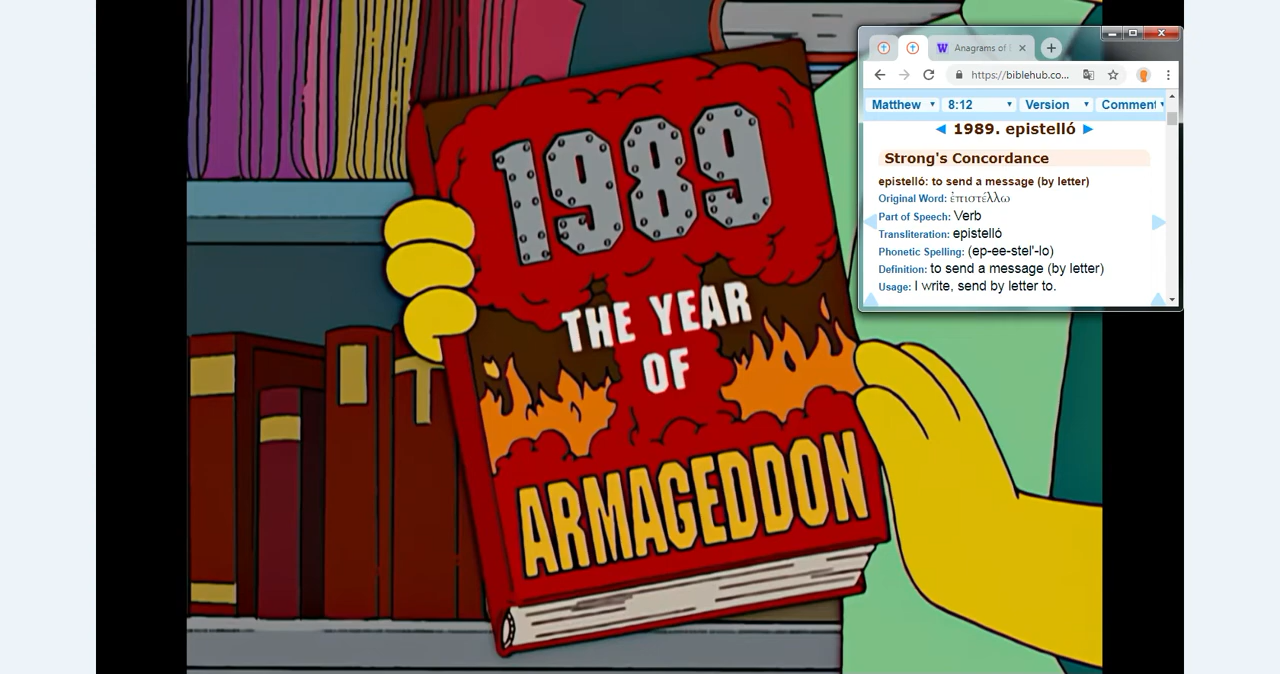 1989
THE YEAR
OF
ARMAGEDDON
Anagrams of
https://biblehub.co...
Matthew 8:12 Version Comment
1989. epistelló
Strong's Concordance
epistelló: to send a message (by letter)
Original Word: ἐπιστέλλω
Part of Speech: Verb
Transliteration: epistelló
Phonetic Spelling: (ep-ee-stel'-lo)
Definition: to send a message (by letter)
Usage: I write, send by letter to.